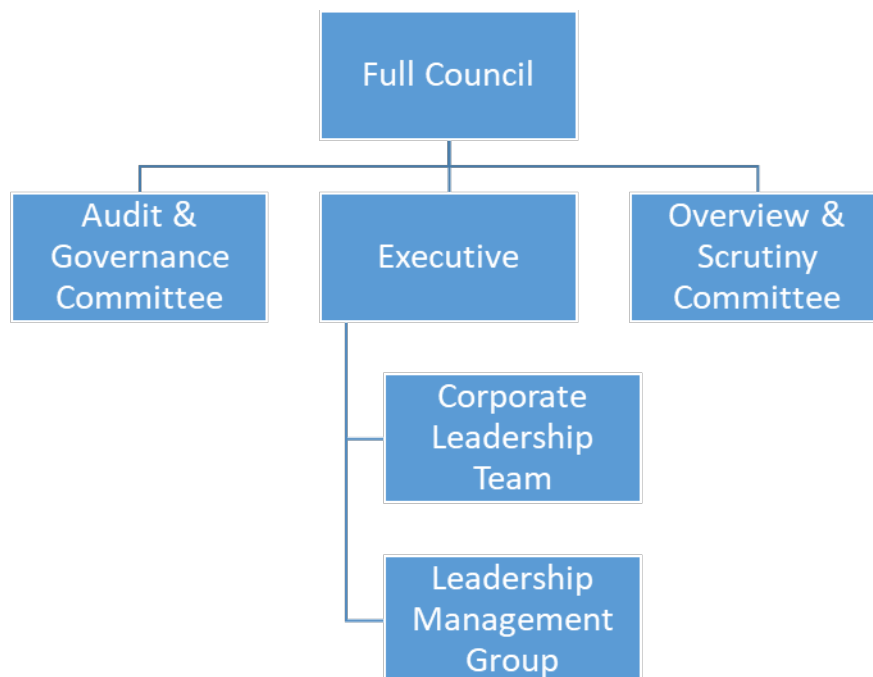 Full Council
Audit &
Governance
Committee
Executive
Overview &
Scrutiny
Committee
Corporate
Leadership
Team
Leadership
Management
Group